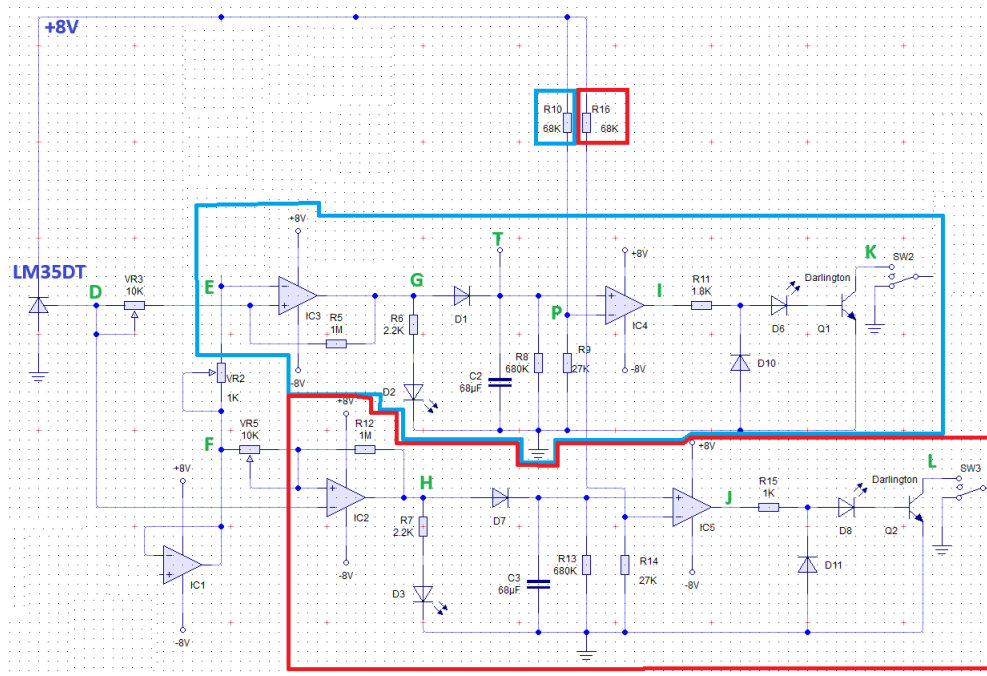 +8V
R10
68K
R16
68K
+8V
T
+8V
K
SW2
LM35DT
D
VR3
10K
E
G
I
R11
1.8K
Darlington
IC3
R5
1M
R6
2.2K
D1
P
IC4
D6
Q1
-8V
VR2
1K
D2
C2
68µF
R8
680K
R9
27K
-8V
D10
+8V
+8V
F
VR5
10K
R12
1M
+8V
H
J
R15
1K
Darlington
L
SW3
IC2
R7
2.2K
D7
IC5
D8
Q2
IC1
-8V
D3
C3
68µF
R13
680K
R14
27K
-8V
D11
-8V